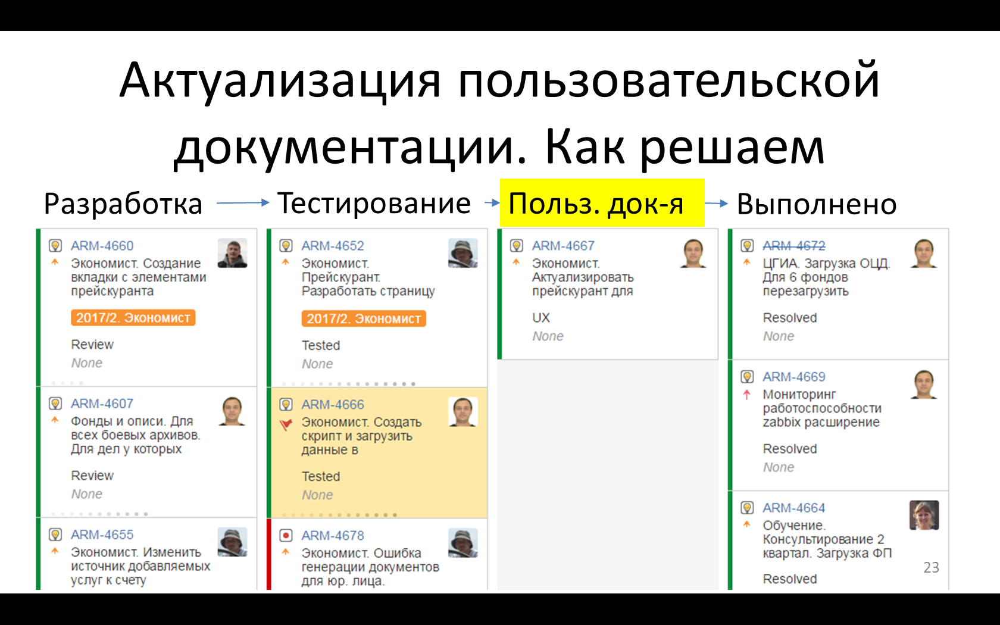 Актуализация пользовательской
документации. Как решаем
Разработка
Тестирование
Польз. док-я
Выполнено
ARM-4660
Экономист. Создание
вкладки с элементами
прейскуранта
2017/2. Экономист
Review
None
ARM-4607
Фонды и описи. Для
всех боевых архивов.
Для дел у которых
Review
None
ARM-4655
Экономист. Изменить
источник добавляемых
услуг к счету
ARM-4652
Экономист.
Прейскурант.
Разработать страницу
2017/2. Экономист
Tested
None
ARM-4666
Экономист. Создать
скрипт и загрузить
данные в
Tested
None
ARM-4678
Экономист. Ошибка
генерации документов
для юр. лица.
ARM-4667
Экономист.
Актуализировать
прейскурант для
UX
None
ARM-4672
ЦГИА. Загрузка ОЦД.
Для 6 фондов
перезагрузить
Resolved
None
ARM-4669
Мониторинг
работоспособности
zabbix расширение
Resolved
None
ARM-4664
Обучение.
Консультирование 2
квартал. Загрузка ФП
Resolved
23